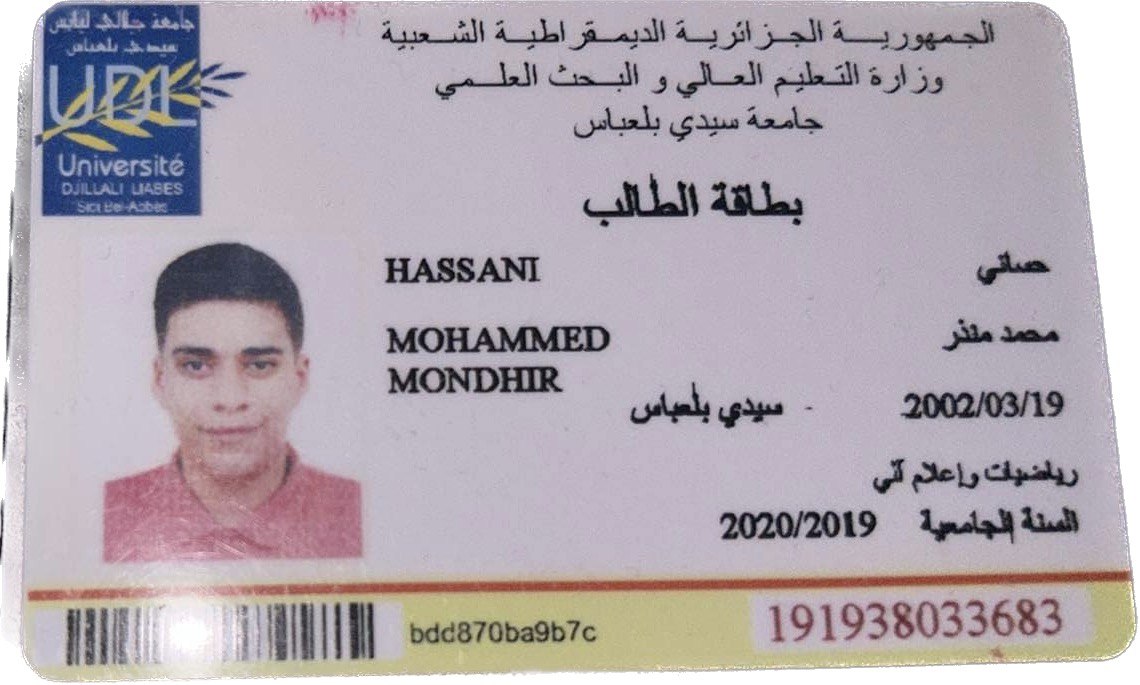 جامعة جيلالي ليابس
سيدي بلعباس
UDL
Université
DJILLALI LIABES
Sidi Bel-Abbès
الجمهورية الجزائرية الديمقراطية الشعبية
وزارة التعليم العالي و البحث العلمي
جامعة سيدي بلعباس
بطاقة الطالب
HASSANI حساني
MOHAMMED محمد منذر
MONDHIR
2002/03/19 - سيدي بلعباس
رياضيات وإعلام آلي
السنة الجامعية 2020/2019
bdd870ba9b7c 191938033683